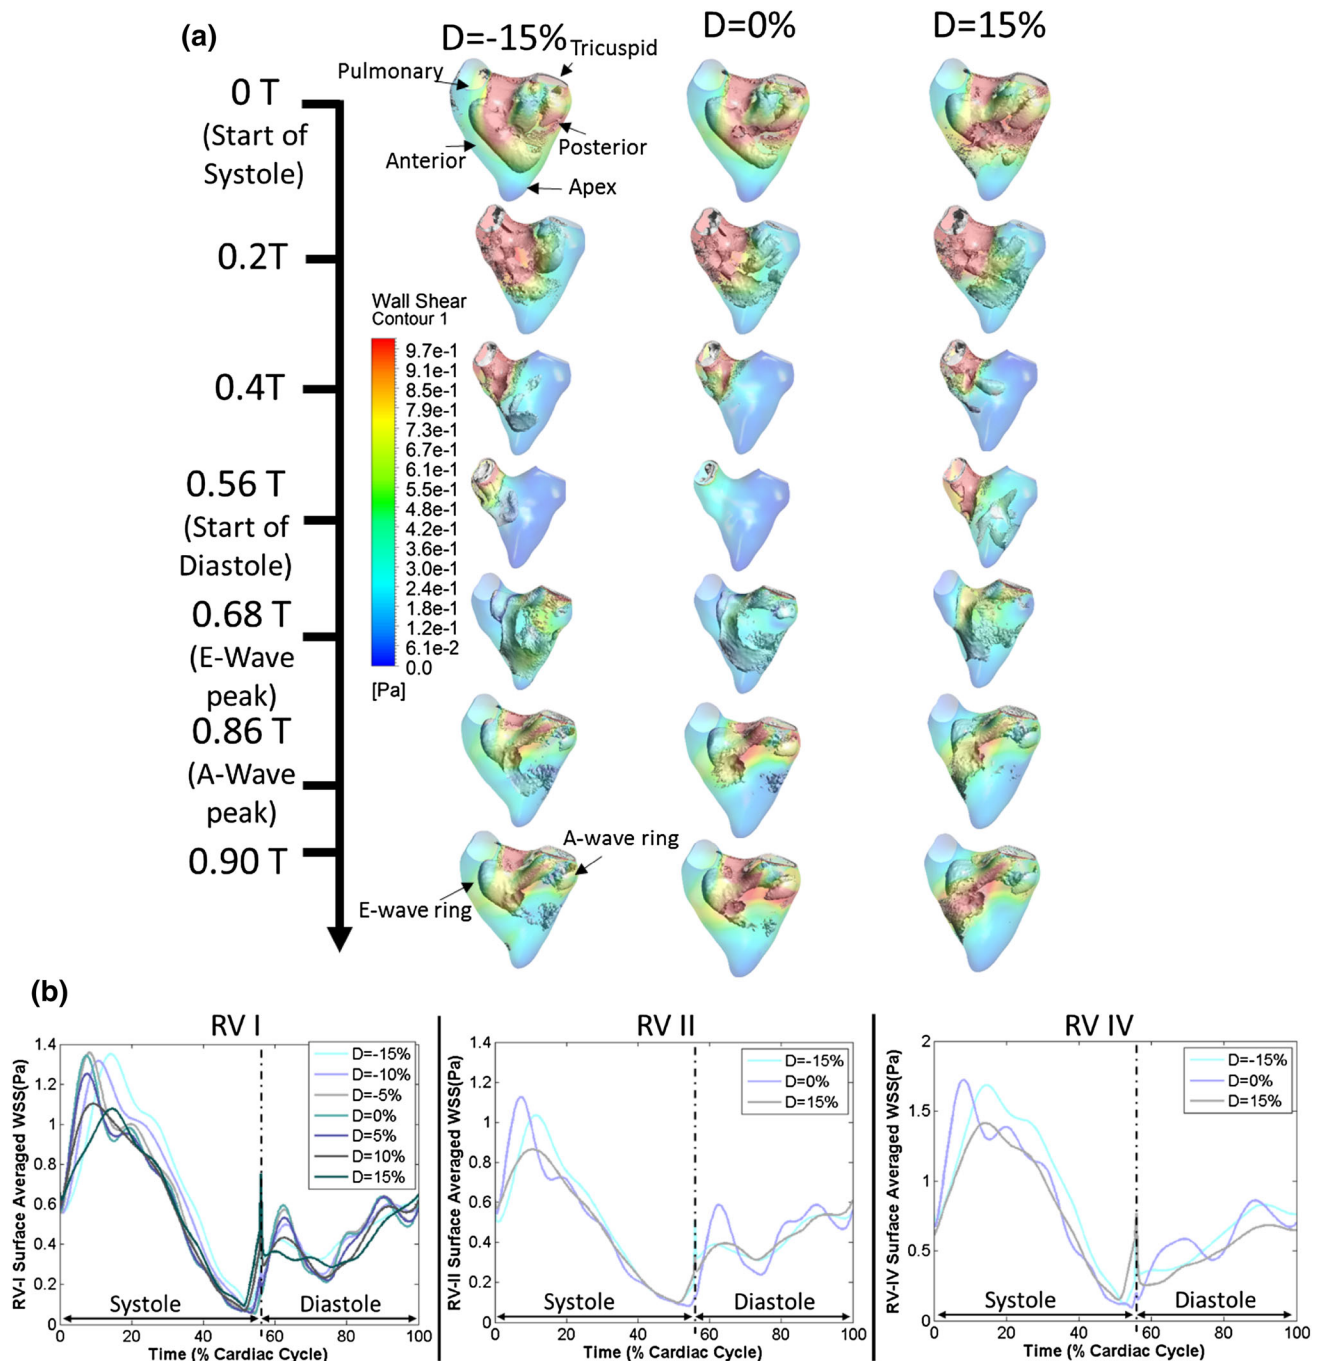 (a)
D=-15%
D=0%
D=15%
Tricuspid
Pulmonary
Posterior
Anterior
Apex
0 T
(Start of
Systole)
0.2T
0.4T
0.56 T
(Start of
Diastole)
0.68 T
(E-Wave
peak)
0.86 T
(A-Wave
peak)
0.90 T
Wall Shear
Contour 1
9.7e-1
9.1e-1
8.5e-1
7.9e-1
7.3e-1
6.7e-1
6.1e-1
5.5e-1
4.8e-1
4.2e-1
3.6e-1
3.0e-1
2.4e-1
1.8e-1
1.2e-1
6.1e-2
0.0
[Pa]
A-wave ring
E-wave ring
(b)
RV I
RV-I Surface Averaged WSS(Pa)
1.4
1.2
1
0.8
0.6
0.4
0.2
0
D=-15%
D=-10%
D=-5%
D=0%
D=5%
D=10%
D=15%
Systole
Diastole
0 20 40 60 80 100
Time (% Cardiac Cycle)
RV II
RV-II Surface Averaged WSS(Pa)
1.4
1.2
1
0.8
0.6
0.4
0.2
0
D=-15%
D=0%
D=15%
Systole
Diastole
0 20 40 60 80 100
Time (% Cardiac Cycle)
RV IV
RV-IV Surface Averaged WSS(Pa)
2
1.5
1
0.5
0
D=-15%
D=0%
D=15%
Systole
Diastole
0 20 40 60 80 100
Time (% Cardiac Cycle)